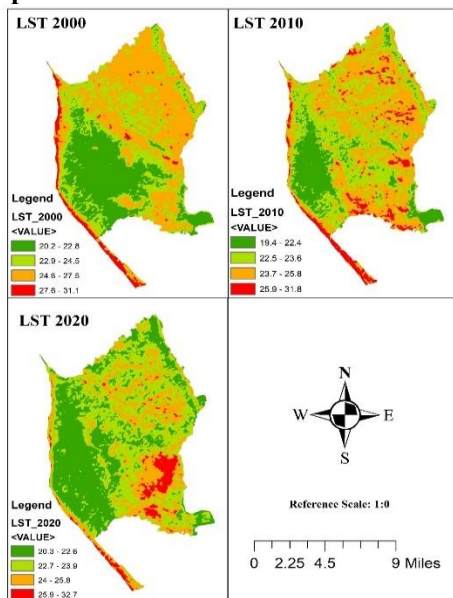 LST 2000
Legend
LST_2000
<VALUE>
20.2 - 22.8
22.9 - 24.5
24.6 - 27.5
27.6 - 31.1
LST 2010
Legend
LST_2010
<VALUE>
19.4 - 22.4
22.5 - 23.6
23.7 - 25.8
25.9 - 31.8
LST 2020
Legend
LST_2020
<VALUE>
20.3 - 22.6
22.7 - 23.9
24 - 25.8
25.9 - 32.7
N
W E
S
Reference Scale: 1:0
0 2.25 4.5 9 Miles